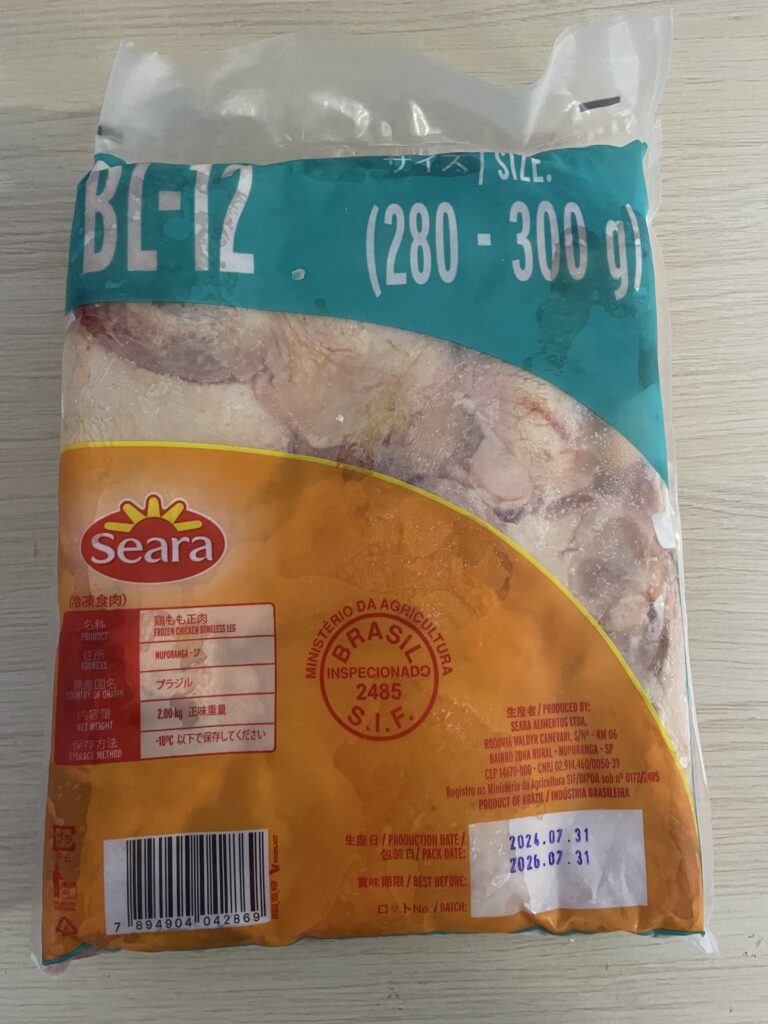 サイズ / SIZE.
BL-12
(280 - 300 g)
Seara
(冷凍食肉)
名称
PRODUCT
鶏もも正肉
FROZEN CHICKEN BONELESS LEG
住所
ADDRESS
NUPORANGA - SP
原産国名
COUNTRY OF ORIGIN
ブラジル
内容量
NET WEIGHT
2.00 kg 正味重量
保存方法
STORAGE METHOD
-18ºC 以下で保存してください
MINISTÉRIO DA AGRICULTURA
BRASIL
INSPECIONADO
2485
S.I.F.
生産者 / PRODUCED BY:
SEARA ALIMENTOS LTDA.
RODOVIA WALDYR CANEVARI, S/Nº - KM 06
BAIRRO ZONA RURAL - NUPORANGA - SP
CEP 14670-000 - CNPJ 02.914.460/0050-39
Registro no Ministério da Agricultura SIF/DIPOA sob nº 0172/2485
PRODUCT OF BRAZIL / INDÚSTRIA BRASILEIRA
生産日 / PRODUCTION DATE /
包装日 / PACK DATE:
2024.07.31
2026.07.31
賞味期限 / BEST BEFORE:
ロットNo. / BATCH:
7 894904 042869
プラ
PE